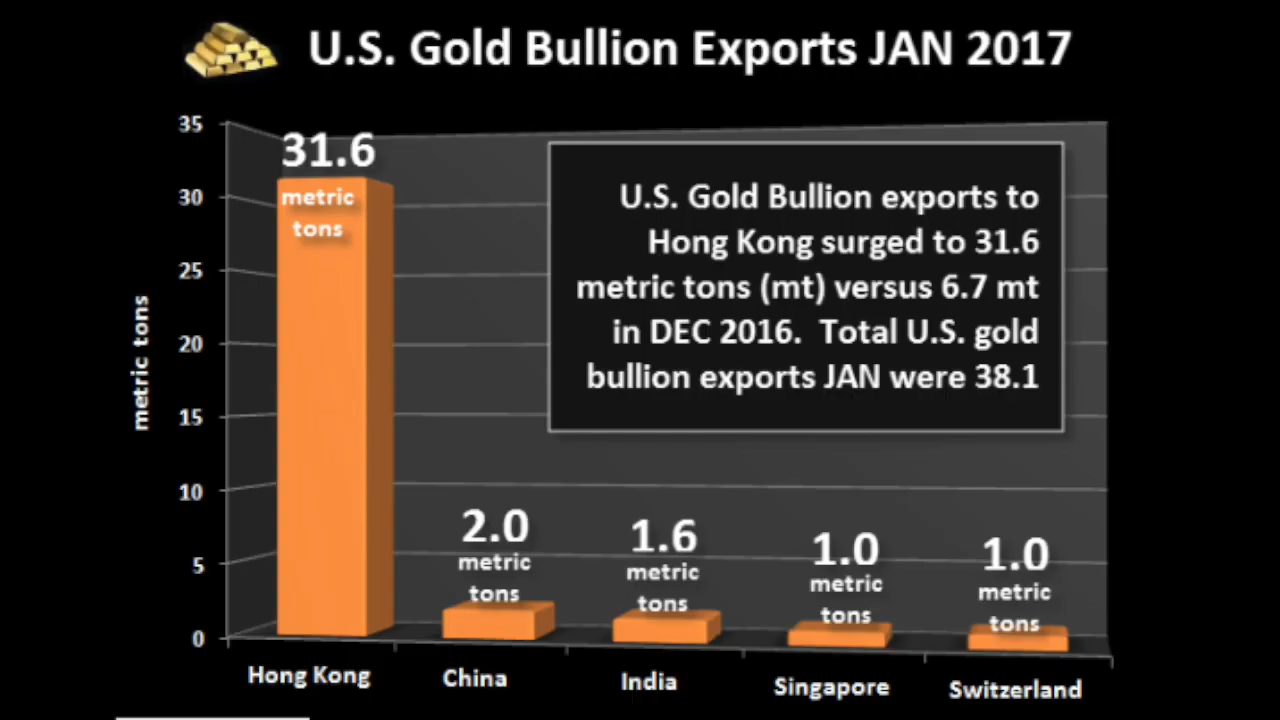 U.S. Gold Bullion Exports JAN 2017
35
30
25
20
15
10
5
0
metric tons
31.6
metric
tons
2.0
metric
tons
1.6
metric
tons
1.0
metric
tons
1.0
metric
tons
U.S. Gold Bullion exports to
Hong Kong surged to 31.6
metric tons (mt) versus 6.7 mt
in DEC 2016. Total U.S. gold
bullion exports JAN were 38.1
Hong Kong
China
India
Singapore
Switzerland